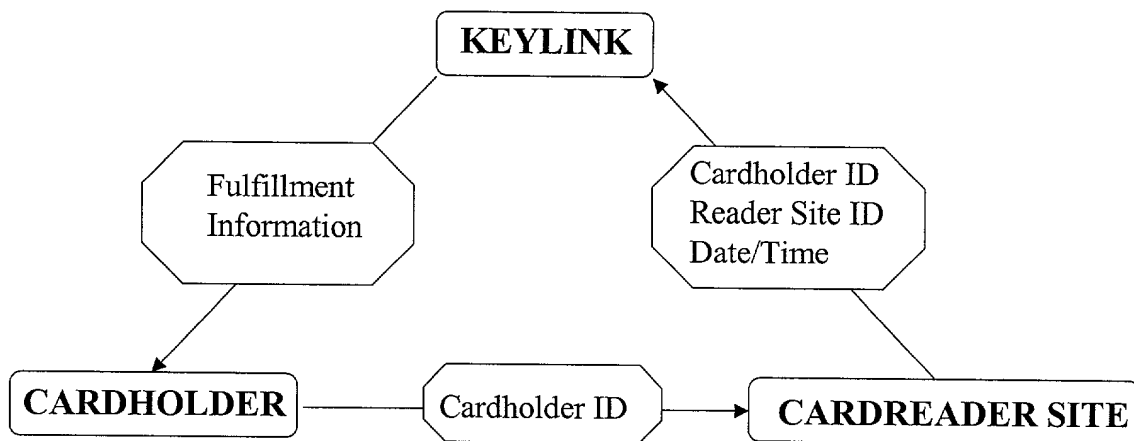 KEYLINK
Fulfillment
Information
Cardholder ID
Reader Site ID
Date/Time
CARDHOLDER
Cardholder ID
CARDREADER SITE